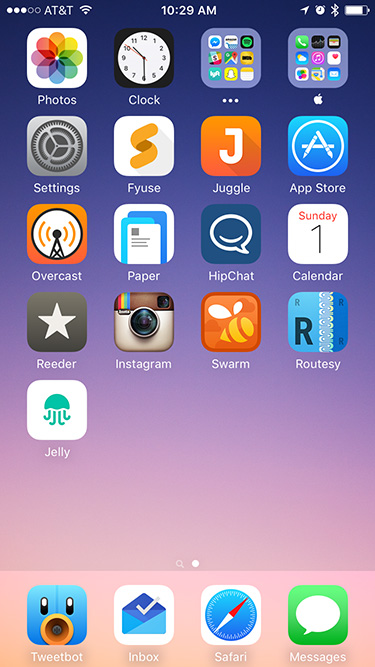 AT&T 10:29 AM
Photos Clock ••• 
Settings Fyuse Juggle App Store
J
Sunday
1
Overcast Paper HipChat Calendar
R R
R
R R
Reeder Instagram Swarm Routesy
Jelly
Tweetbot Inbox Safari Messages